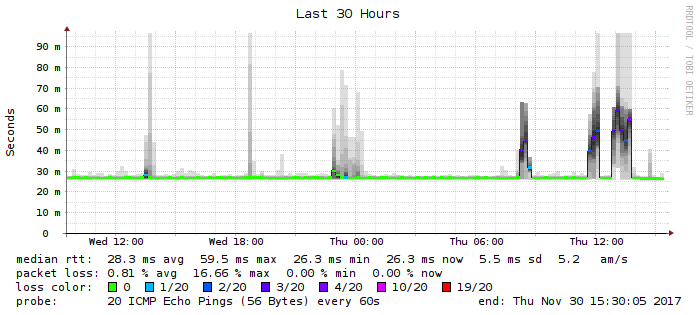 Last 30 Hours
RRDTOOL / TOBI OETIKER
Seconds
90 m
80 m
70 m
60 m
50 m
40 m
30 m
20 m
10 m
0
Wed 12:00 Wed 18:00 Thu 00:00 Thu 06:00 Thu 12:00
median rtt: 28.3 ms avg 59.5 ms max 26.3 ms min 26.3 ms now 5.5 ms sd 5.2 am/s
packet loss: 0.81 % avg 16.66 % max 0.00 % min 0.00 % now
loss color: 0 1/20 2/20 3/20 4/20 10/20 19/20
probe: 20 ICMP Echo Pings (56 Bytes) every 60s end: Thu Nov 30 15:30:05 2017